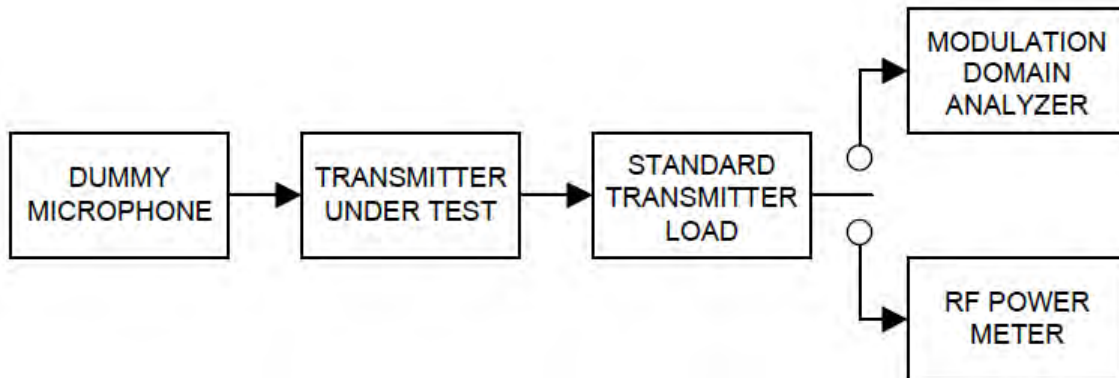 DUMMY
MICROPHONE
TRANSMITTER
UNDER TEST
STANDARD
TRANSMITTER
LOAD
MODULATION
DOMAIN
ANALYZER
RF POWER
METER